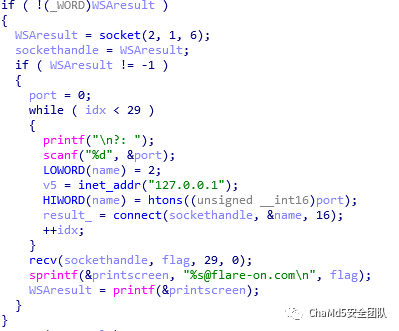 if ( !(_WORD)WSAresult )
{
WSAresult = socket(2, 1, 6);
sockethandle = WSAresult;
if ( WSAresult != -1 )
{
port = 0;
while ( idx < 29 )
{
printf("\n?: ");
scanf("%d", &port);
LOWORD(name) = 2;
v5 = inet_addr("127.0.0.1");
HIWORD(name) = htons((unsigned __int16)port);
result_ = connect(sockethandle, &name, 16);
++idx;
}
recv(sockethandle, flag, 29, 0);
sprintf(&printscreen, "%s@flare-on.com\n", flag);
WSAresult = printf(&printscreen);
}
}
ChaMd5安全团队